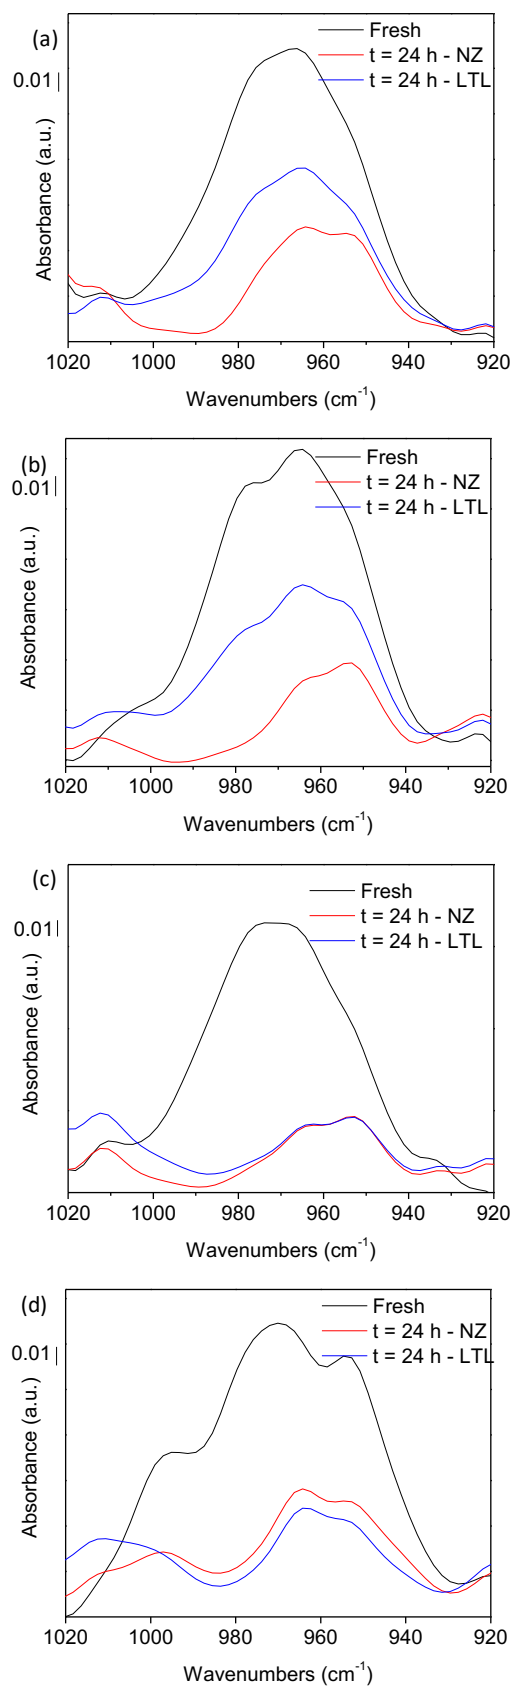 (a)
Fresh
t = 24 h - NZ
t = 24 h - LTL
0.01
Absorbance (a.u.)
1020 1000 980 960 940 920
Wavenumbers (cm⁻¹)
(b)
Fresh
t = 24 h - NZ
t = 24 h - LTL
0.01
Absorbance (a.u.)
1020 1000 980 960 940 920
Wavenumbers (cm⁻¹)
(c)
Fresh
t = 24 h - NZ
t = 24 h - LTL
0.01
Absorbance (a.u.)
1020 1000 980 960 940 920
Wavenumbers (cm⁻¹)
(d)
Fresh
t = 24 h - NZ
t = 24 h - LTL
0.01
Absorbance (a.u.)
1020 1000 980 960 940 920
Wavenumbers (cm⁻¹)